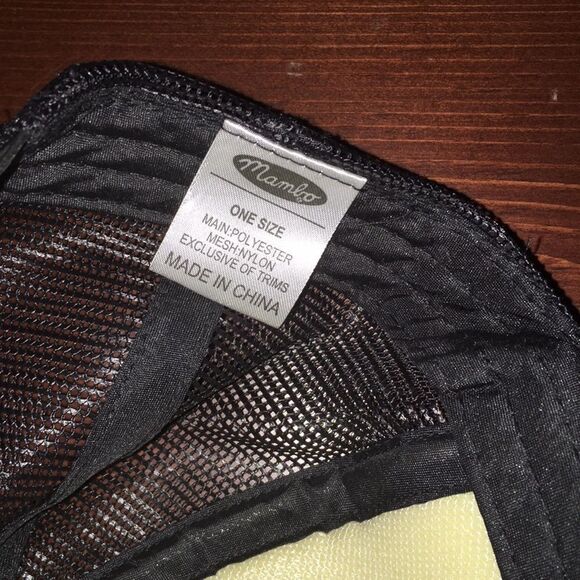 Mambo
ONE SIZE
MAIN:POLYESTER
MESH:NYLON
EXCLUSIVE OF TRIMS
MADE IN CHINA